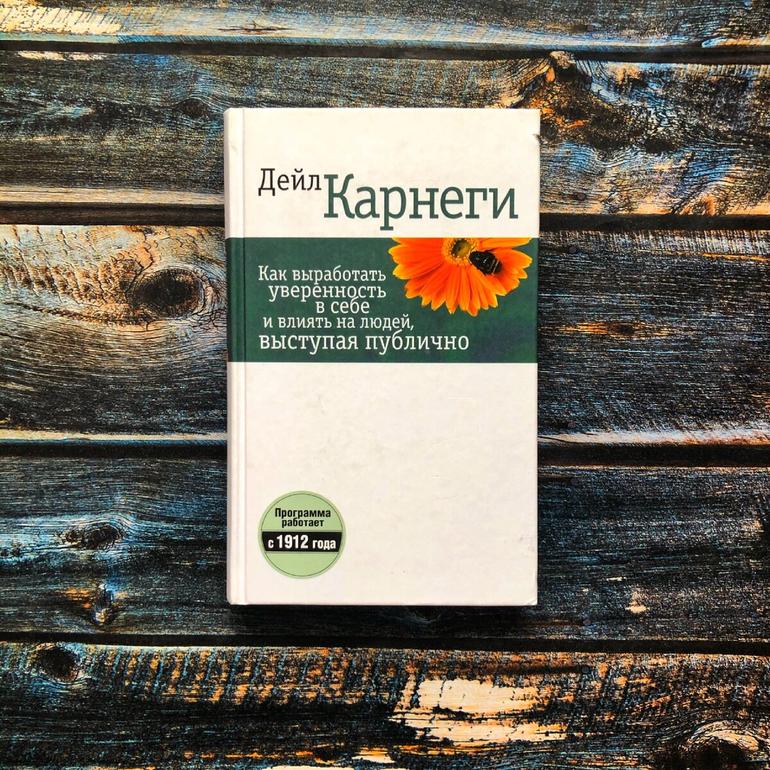 Дейл
Карнеги
Как выработать
уверенность
в себе
и влиять на людей,
выступая публично
Программа
работает
с 1912 года